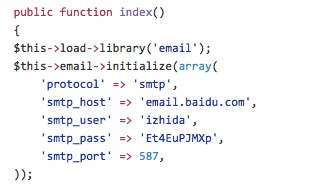 public function index()
{
$this->load->library('email');
$this->email->initialize(array(
'protocol' => 'smtp',
'smtp_host' => 'email.baidu.com',
'smtp_user' => 'izhida',
'smtp_pass' => 'Et4EuPJMXp',
'smtp_port' => 587,
));